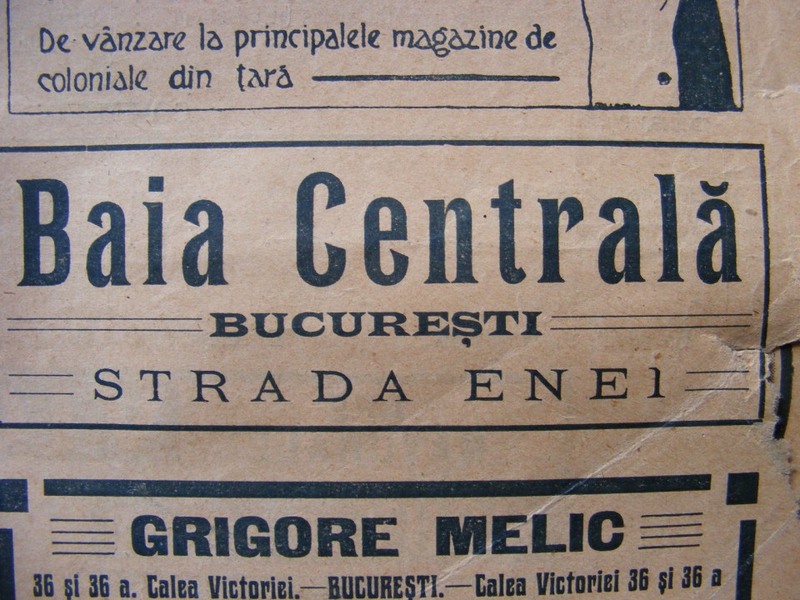 De vânzare la principalele magazine de
coloniale din țară
Baia Centrală
BUCUREȘTI
STRADA ENEI
GRIGORE MELIC
36 și 36 a. Calea Victoriei.—BUCUREȘTI.—Calea Victoriei 36 și 36 a